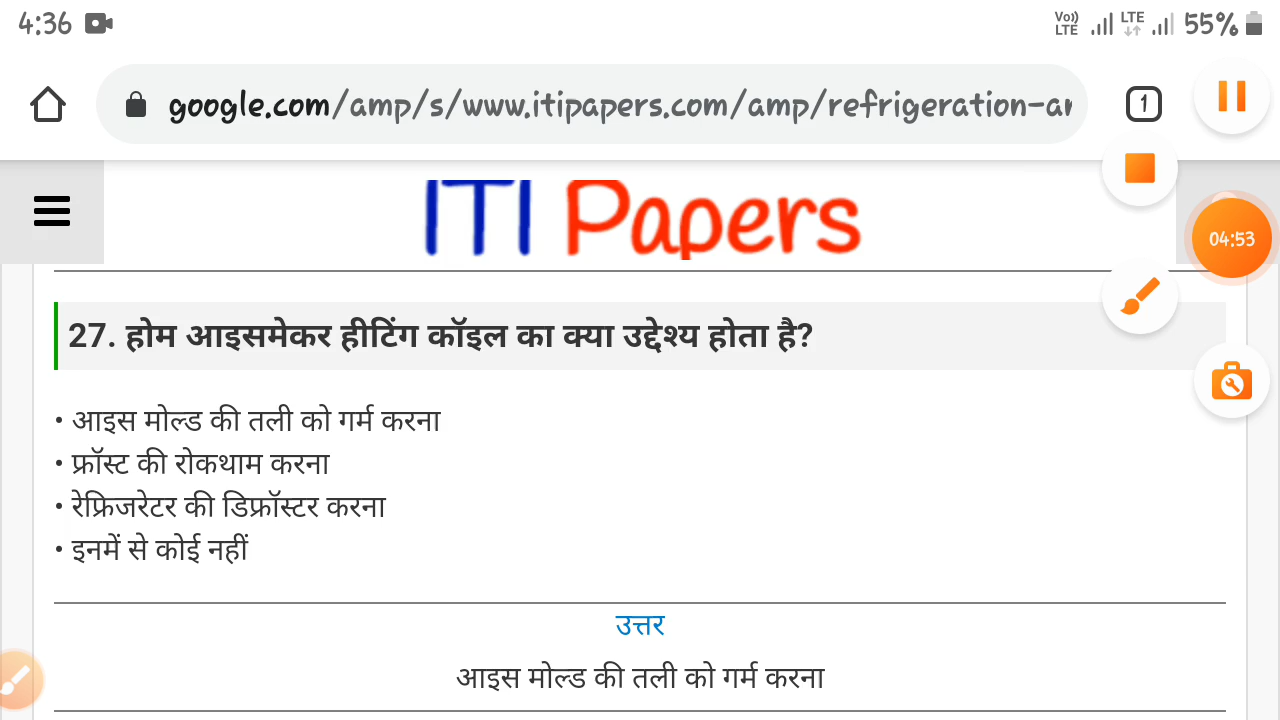 4:36 Vo)) LTE LTE 55%
google.com/amp/s/www.itipapers.com/amp/refrigeration-ar 1
ITI Papers
04:53
27. होम आइसमेकर हीटिंग कॉइल का क्या उद्देश्य होता है?
• आइस मोल्ड की तली को गर्म करना
• फ्रॉस्ट की रोकथाम करना
• रेफ्रिजरेटर की डिफ्रॉस्टर करना
• इनमें से कोई नहीं
उत्तर
आइस मोल्ड की तली को गर्म करना